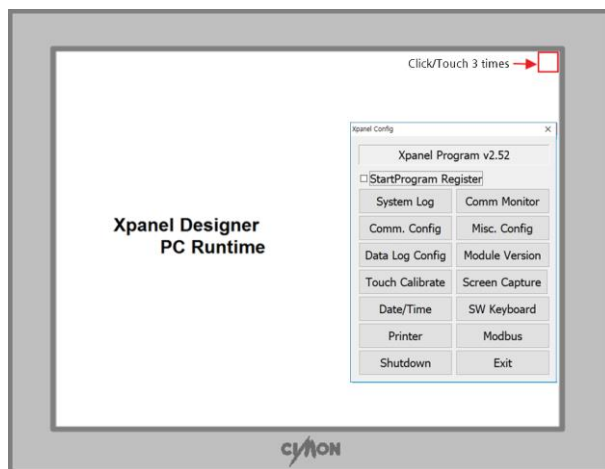 Click/Touch 3 times
Xpanel Config
Xpanel Program v2.52
StartProgram Register
System Log
Comm Monitor
Comm. Config
Misc. Config
Data Log Config
Module Version
Touch Calibrate
Screen Capture
Date/Time
SW Keyboard
Printer
Modbus
Shutdown
Exit
Xpanel Designer
PC Runtime
CIMON